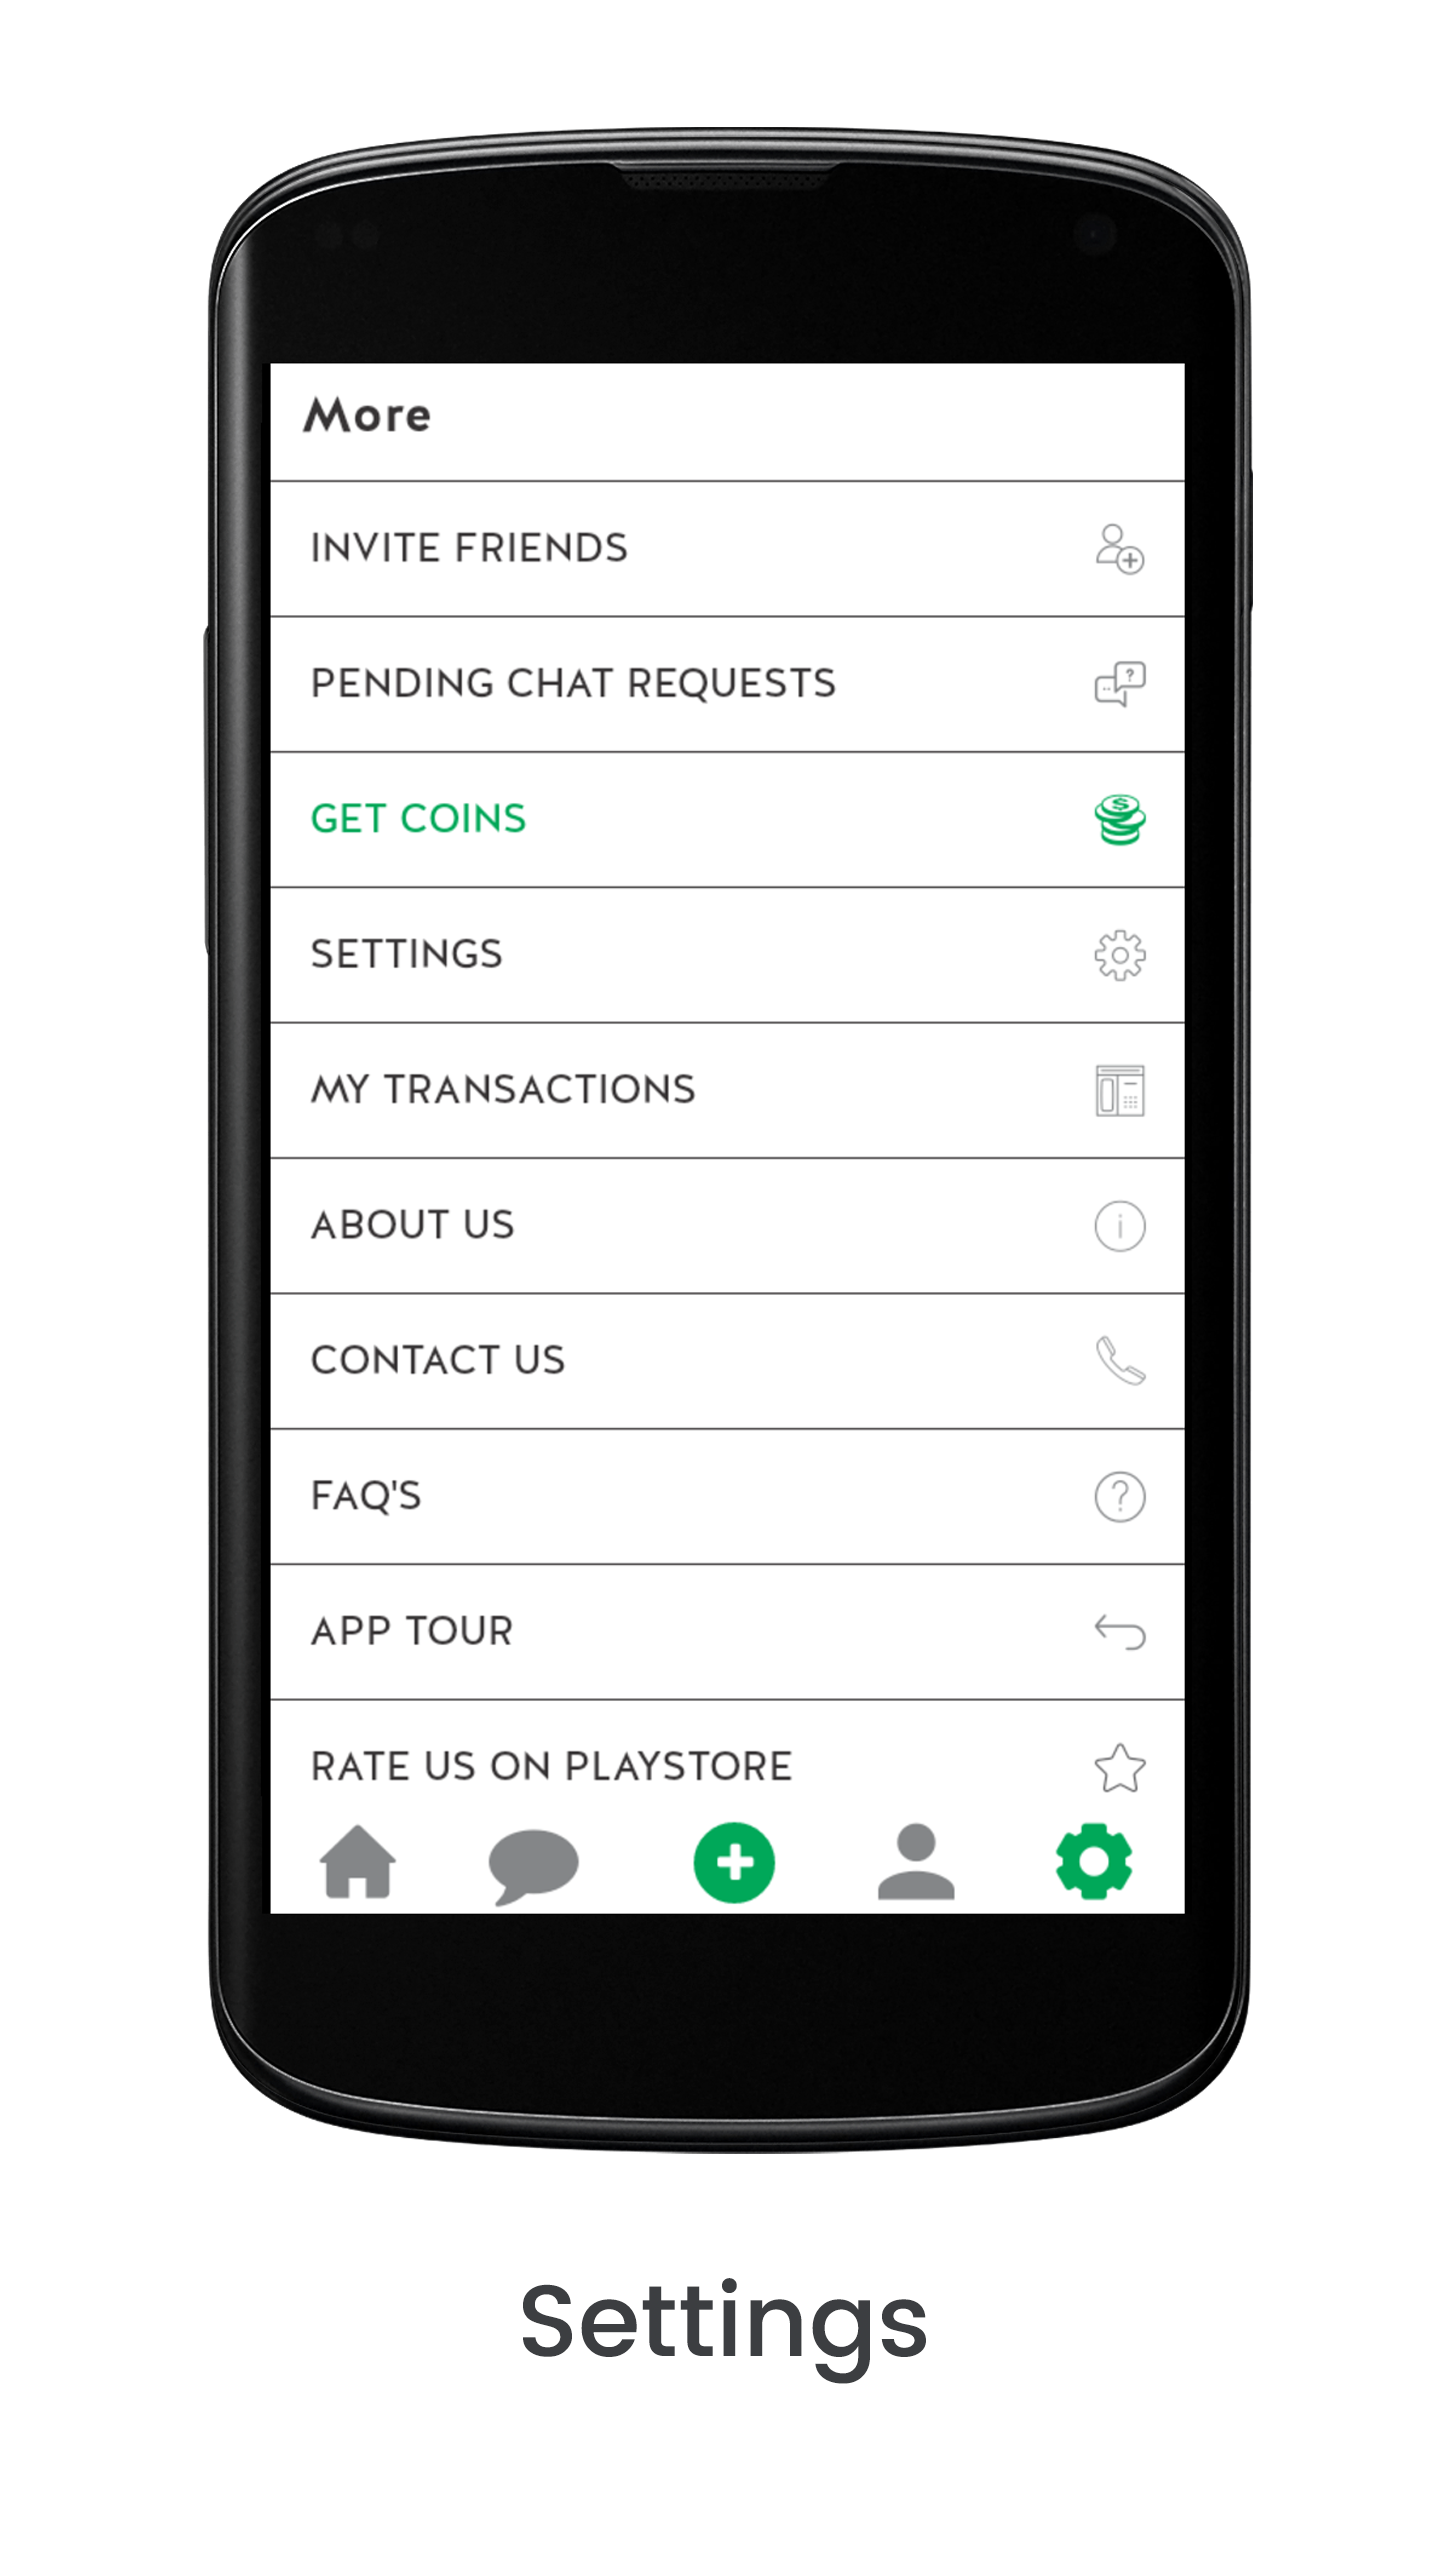 More
INVITE FRIENDS
PENDING CHAT REQUESTS
GET COINS
SETTINGS
MY TRANSACTIONS
ABOUT US
CONTACT US
FAQ'S
APP TOUR
RATE US ON PLAYSTORE
Settings